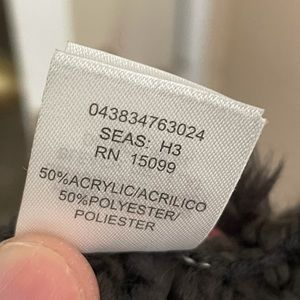 043834763024
SEAS: H3
RN 15099
50%ACRYLIC/ACRILICO
50%POLYESTER/
POLIESTER